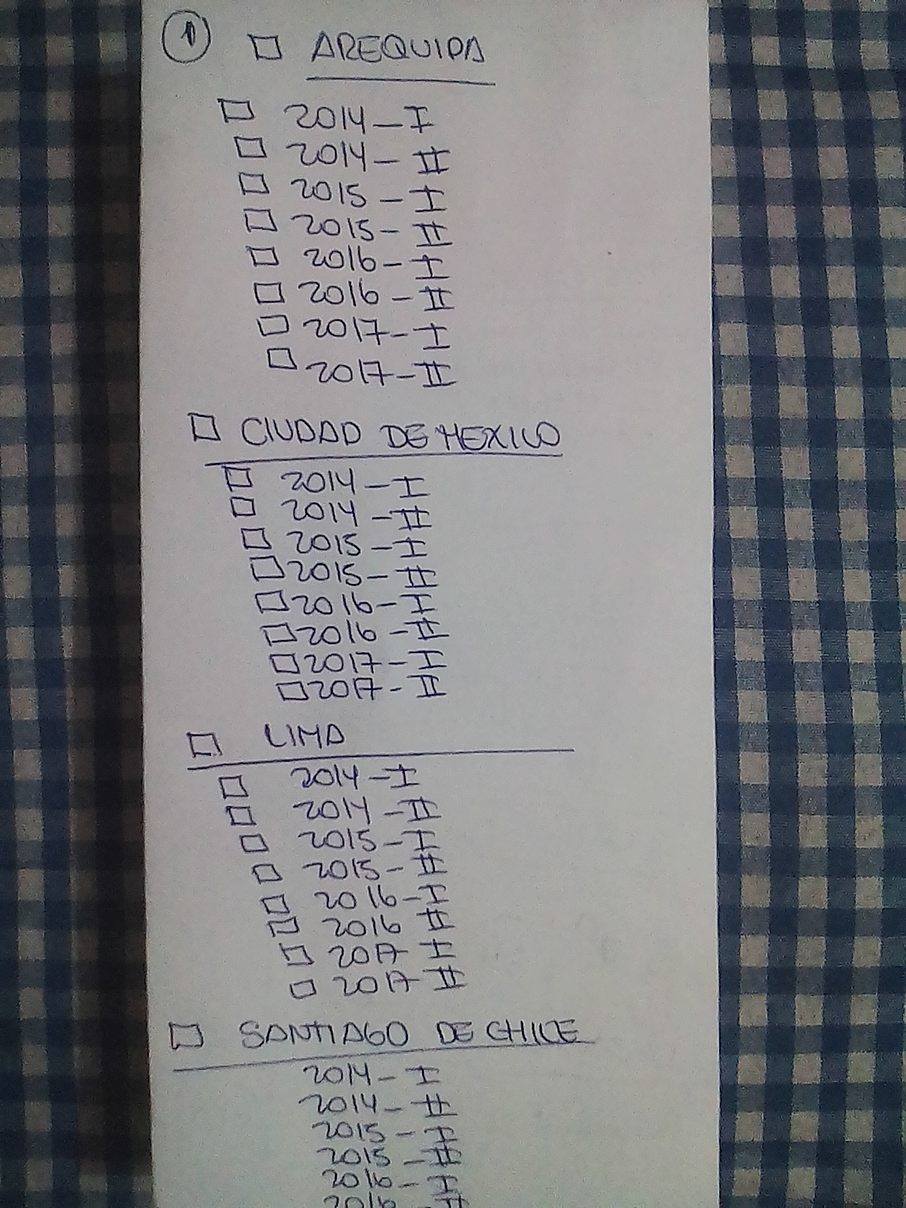 1
□ AREQUIPA
□ 2014-I
□ 2014-II
□ 2015-I
□ 2015-II
□ 2016-I
□ 2016-II
□ 2017-I
□ 2017-II
□ CIUDAD DE MEXICO
□ 2014-I
□ 2014-II
□ 2015-I
□ 2015-II
□ 2016-I
□ 2016-II
□ 2017-I
□ 2017-II
□ LIMA
□ 2014-I
□ 2014-II
□ 2015-I
□ 2015-II
□ 2016-I
□ 2016 II
□ 2017 I
□ 2017 II
□ SANTIAGO DE CHILE
2014-I
2014-II
2015-I
2015-II
2016-I
2016-II